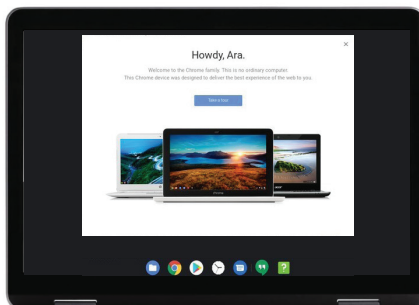 Howdy, Ara.
Welcome to the Chrome family. This is no ordinary computer.
This Chrome device was designed to deliver the best experience of the web to you.
Take a tour